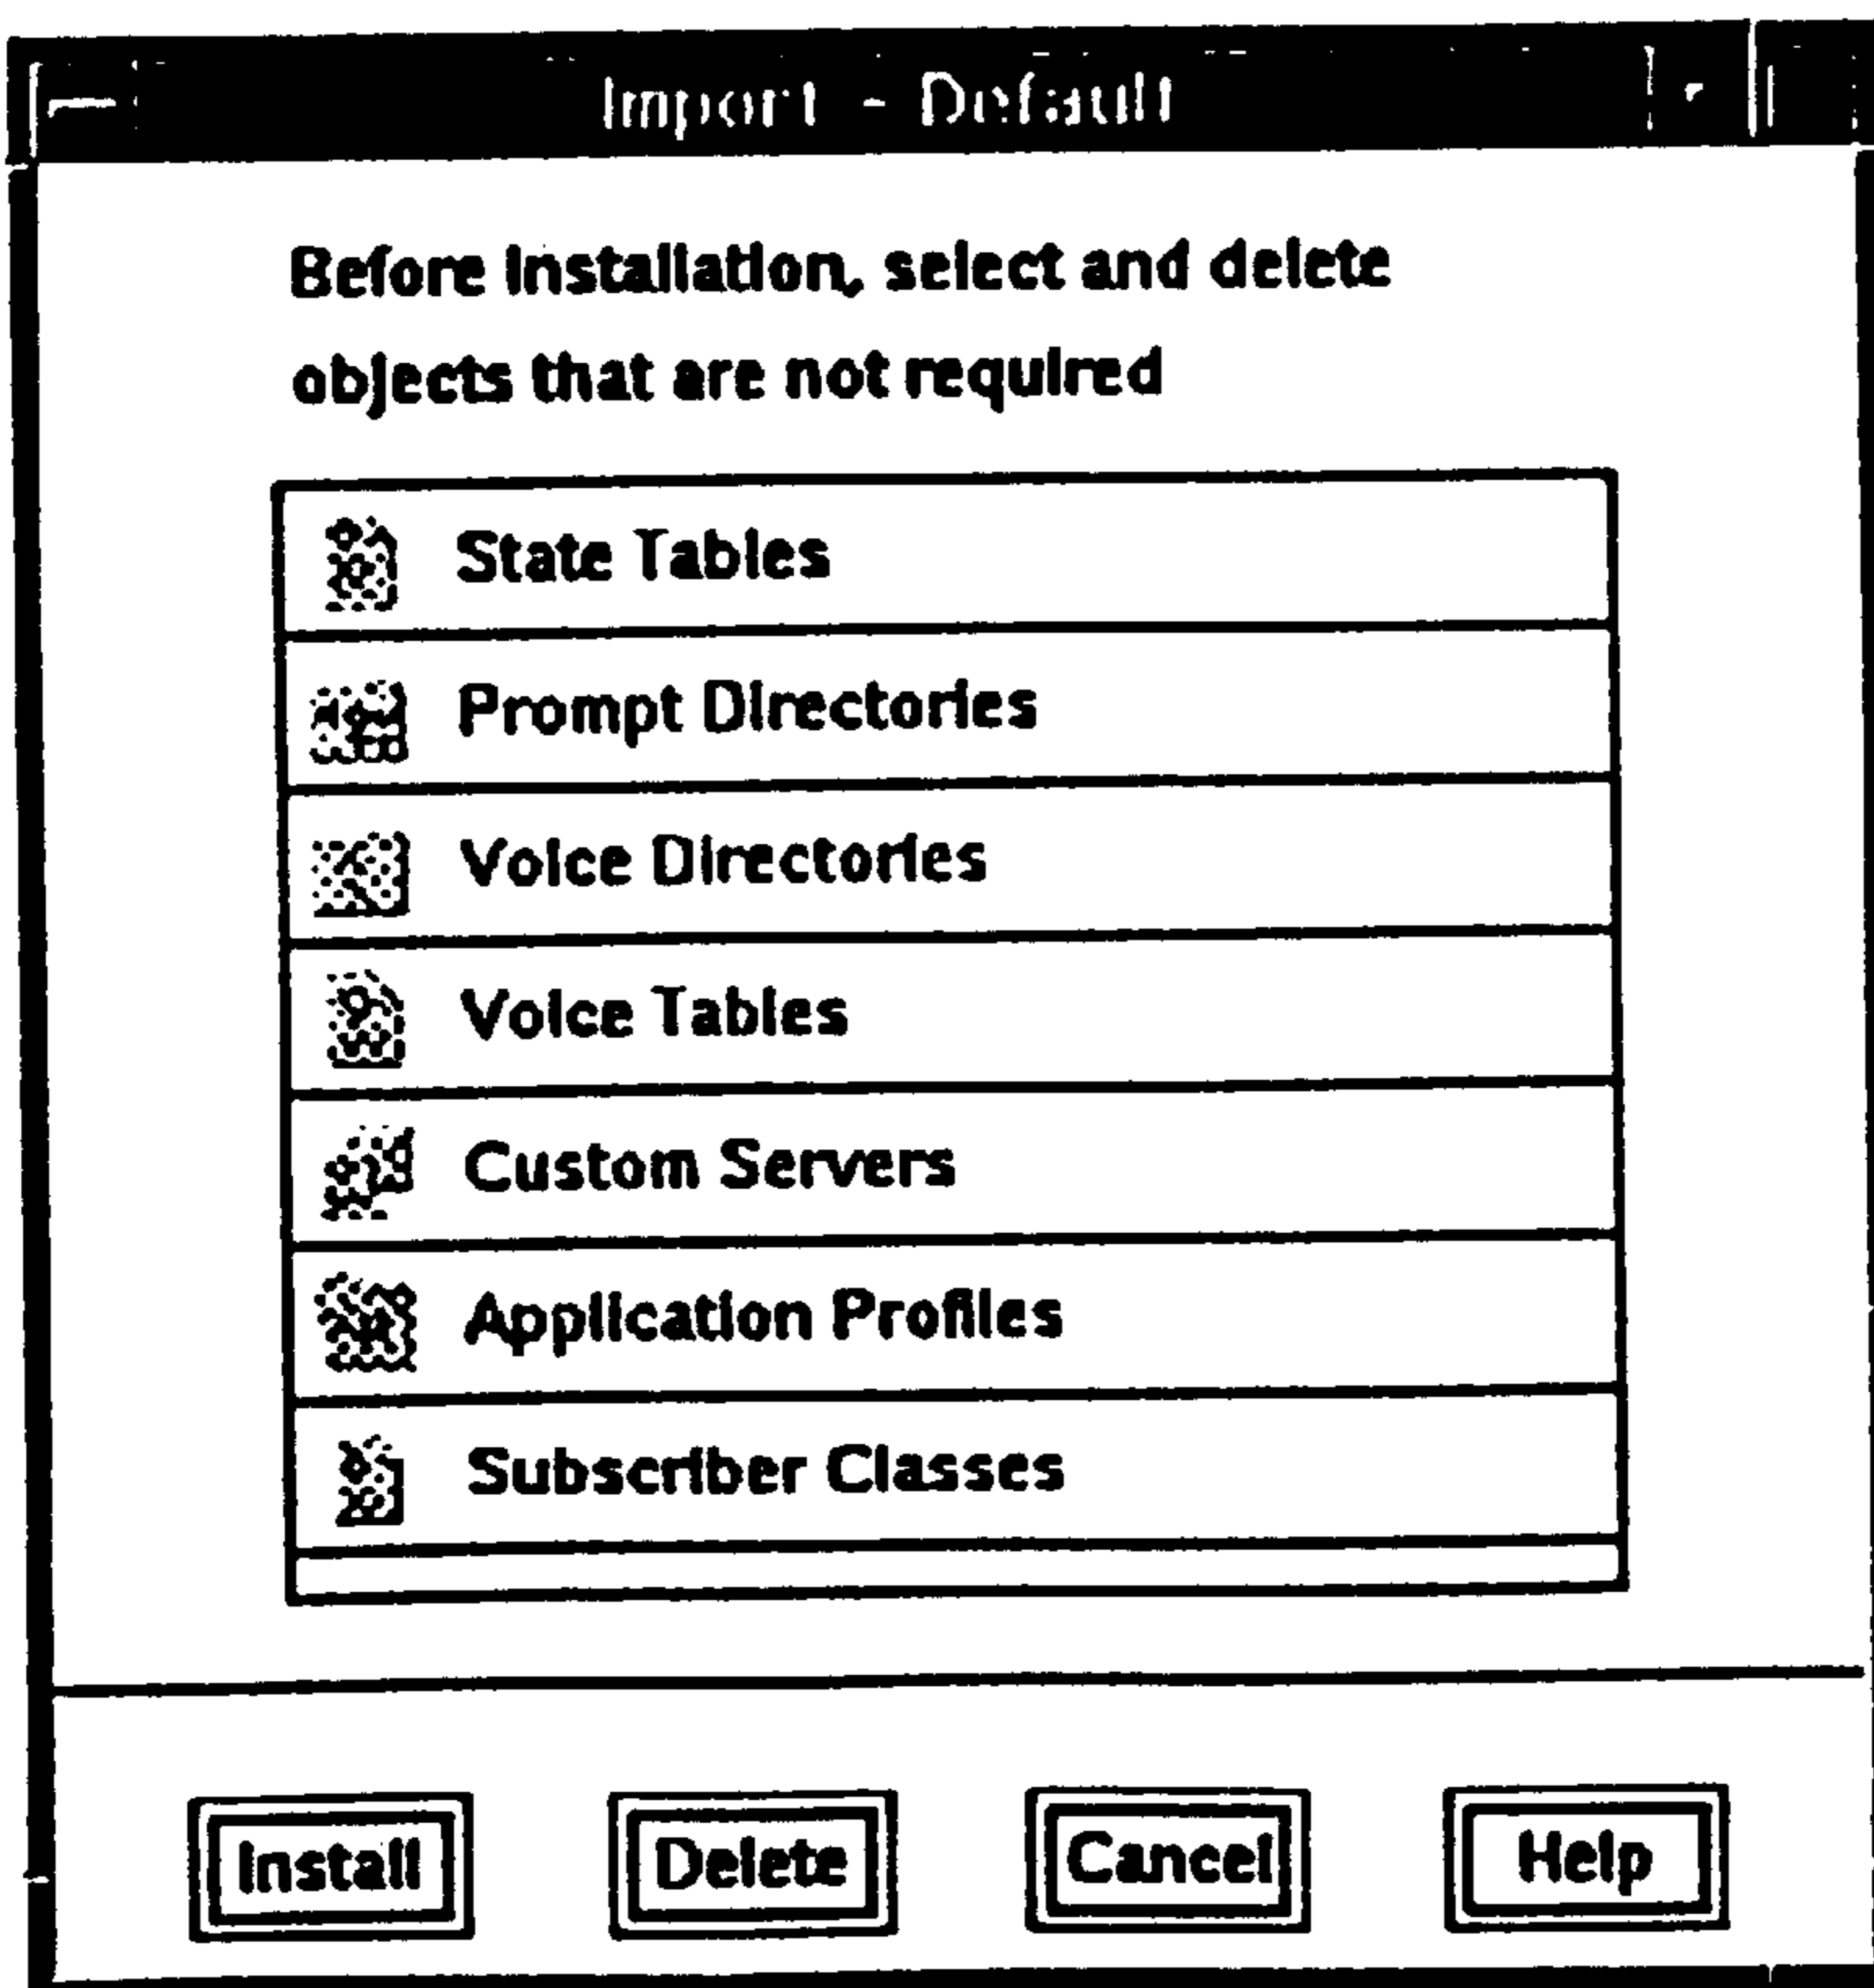 Import - Default
Before Installation, select and delete
objects that are not required
State Tables
Prompt Directories
Voice Directories
Voice Tables
Custom Servers
Application Profiles
Subscriber Classes
Install Delete Cancel Help